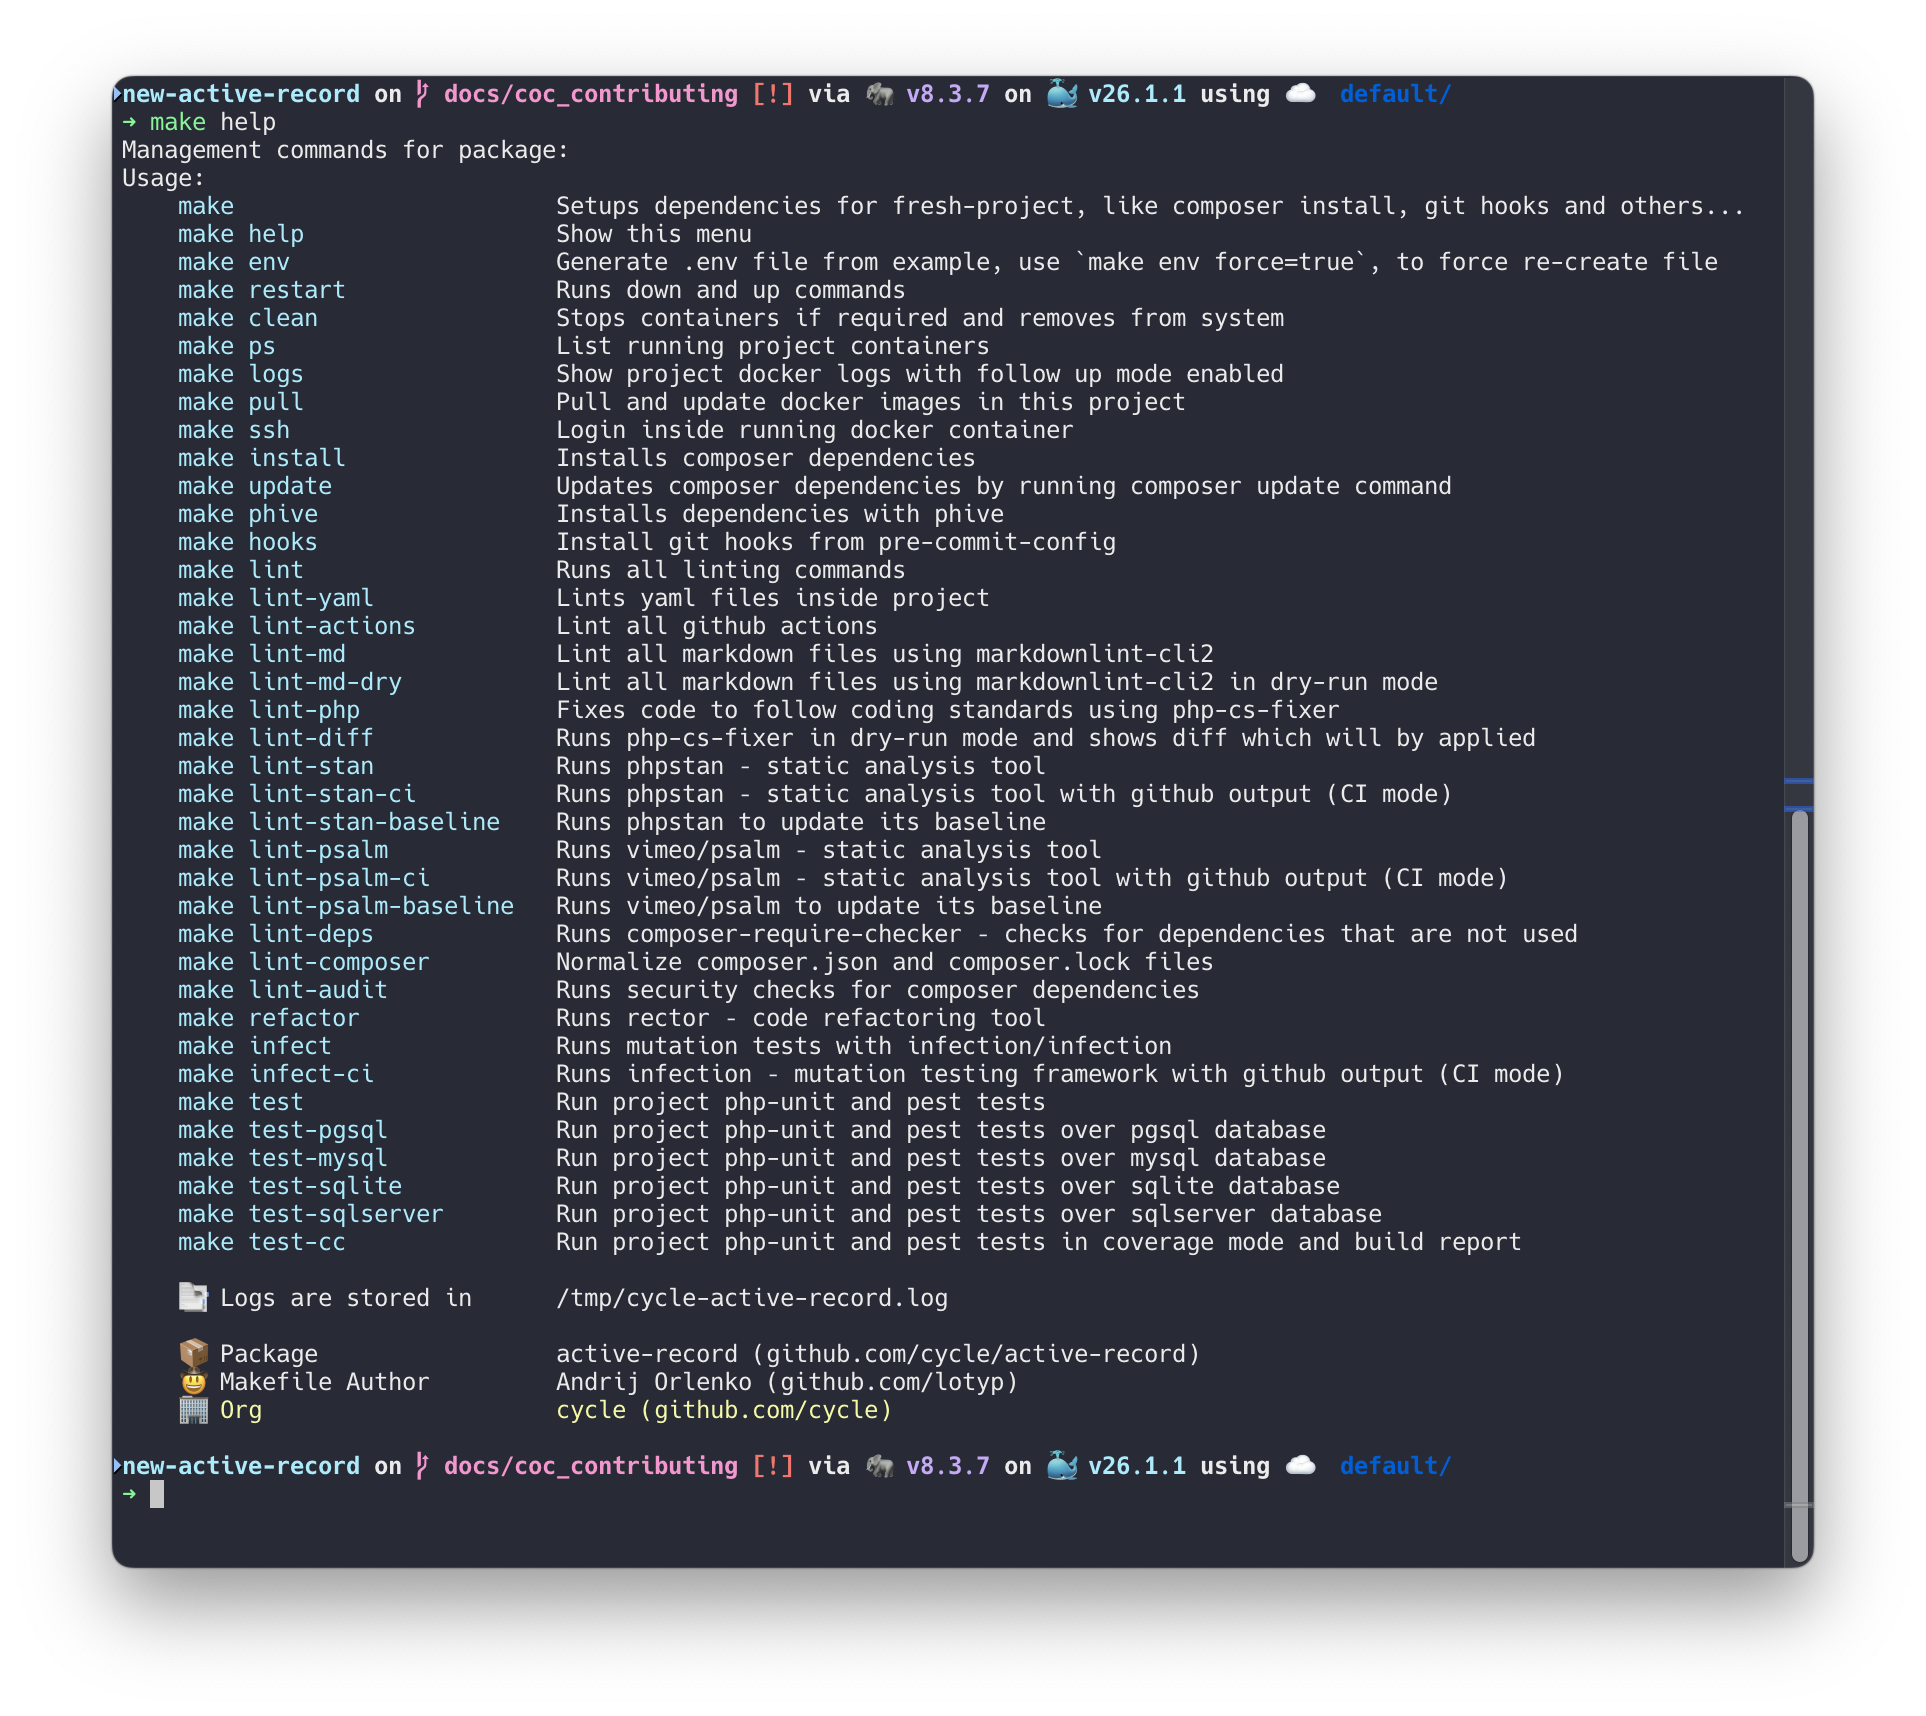 new-active-record on docs/coc_contributing [!] via v8.3.7 on v26.1.1 using default/
→ make help
Management commands for package:
Usage:
make Setups dependencies for fresh-project, like composer install, git hooks and others...
make help Show this menu
make env Generate .env file from example, use `make env force=true`, to force re-create file
make restart Runs down and up commands
make clean Stops containers if required and removes from system
make ps List running project containers
make logs Show project docker logs with follow up mode enabled
make pull Pull and update docker images in this project
make ssh Login inside running docker container
make install Installs composer dependencies
make update Updates composer dependencies by running composer update command
make phive Installs dependencies with phive
make hooks Install git hooks from pre-commit-config
make lint Runs all linting commands
make lint-yaml Lints yaml files inside project
make lint-actions Lint all github actions
make lint-md Lint all markdown files using markdownlint-cli2
make lint-md-dry Lint all markdown files using markdownlint-cli2 in dry-run mode
make lint-php Fixes code to follow coding standards using php-cs-fixer
make lint-diff Runs php-cs-fixer in dry-run mode and shows diff which will by applied
make lint-stan Runs phpstan - static analysis tool
make lint-stan-ci Runs phpstan - static analysis tool with github output (CI mode)
make lint-stan-baseline Runs phpstan to update its baseline
make lint-psalm Runs vimeo/psalm - static analysis tool
make lint-psalm-ci Runs vimeo/psalm - static analysis tool with github output (CI mode)
make lint-psalm-baseline Runs vimeo/psalm to update its baseline
make lint-deps Runs composer-require-checker - checks for dependencies that are not used
make lint-composer Normalize composer.json and composer.lock files
make lint-audit Runs security checks for composer dependencies
make refactor Runs rector - code refactoring tool
make infect Runs mutation tests with infection/infection
make infect-ci Runs infection - mutation testing framework with github output (CI mode)
make test Run project php-unit and pest tests
make test-pgsql Run project php-unit and pest tests over pgsql database
make test-mysql Run project php-unit and pest tests over mysql database
make test-sqlite Run project php-unit and pest tests over sqlite database
make test-sqlserver Run project php-unit and pest tests over sqlserver database
make test-cc Run project php-unit and pest tests in coverage mode and build report
Logs are stored in /tmp/cycle-active-record.log
Package active-record (github.com/cycle/active-record)
Makefile Author Andrij Orlenko (github.com/lotyp)
Org cycle (github.com/cycle)
new-active-record on docs/coc_contributing [!] via v8.3.7 on v26.1.1 using default/
→